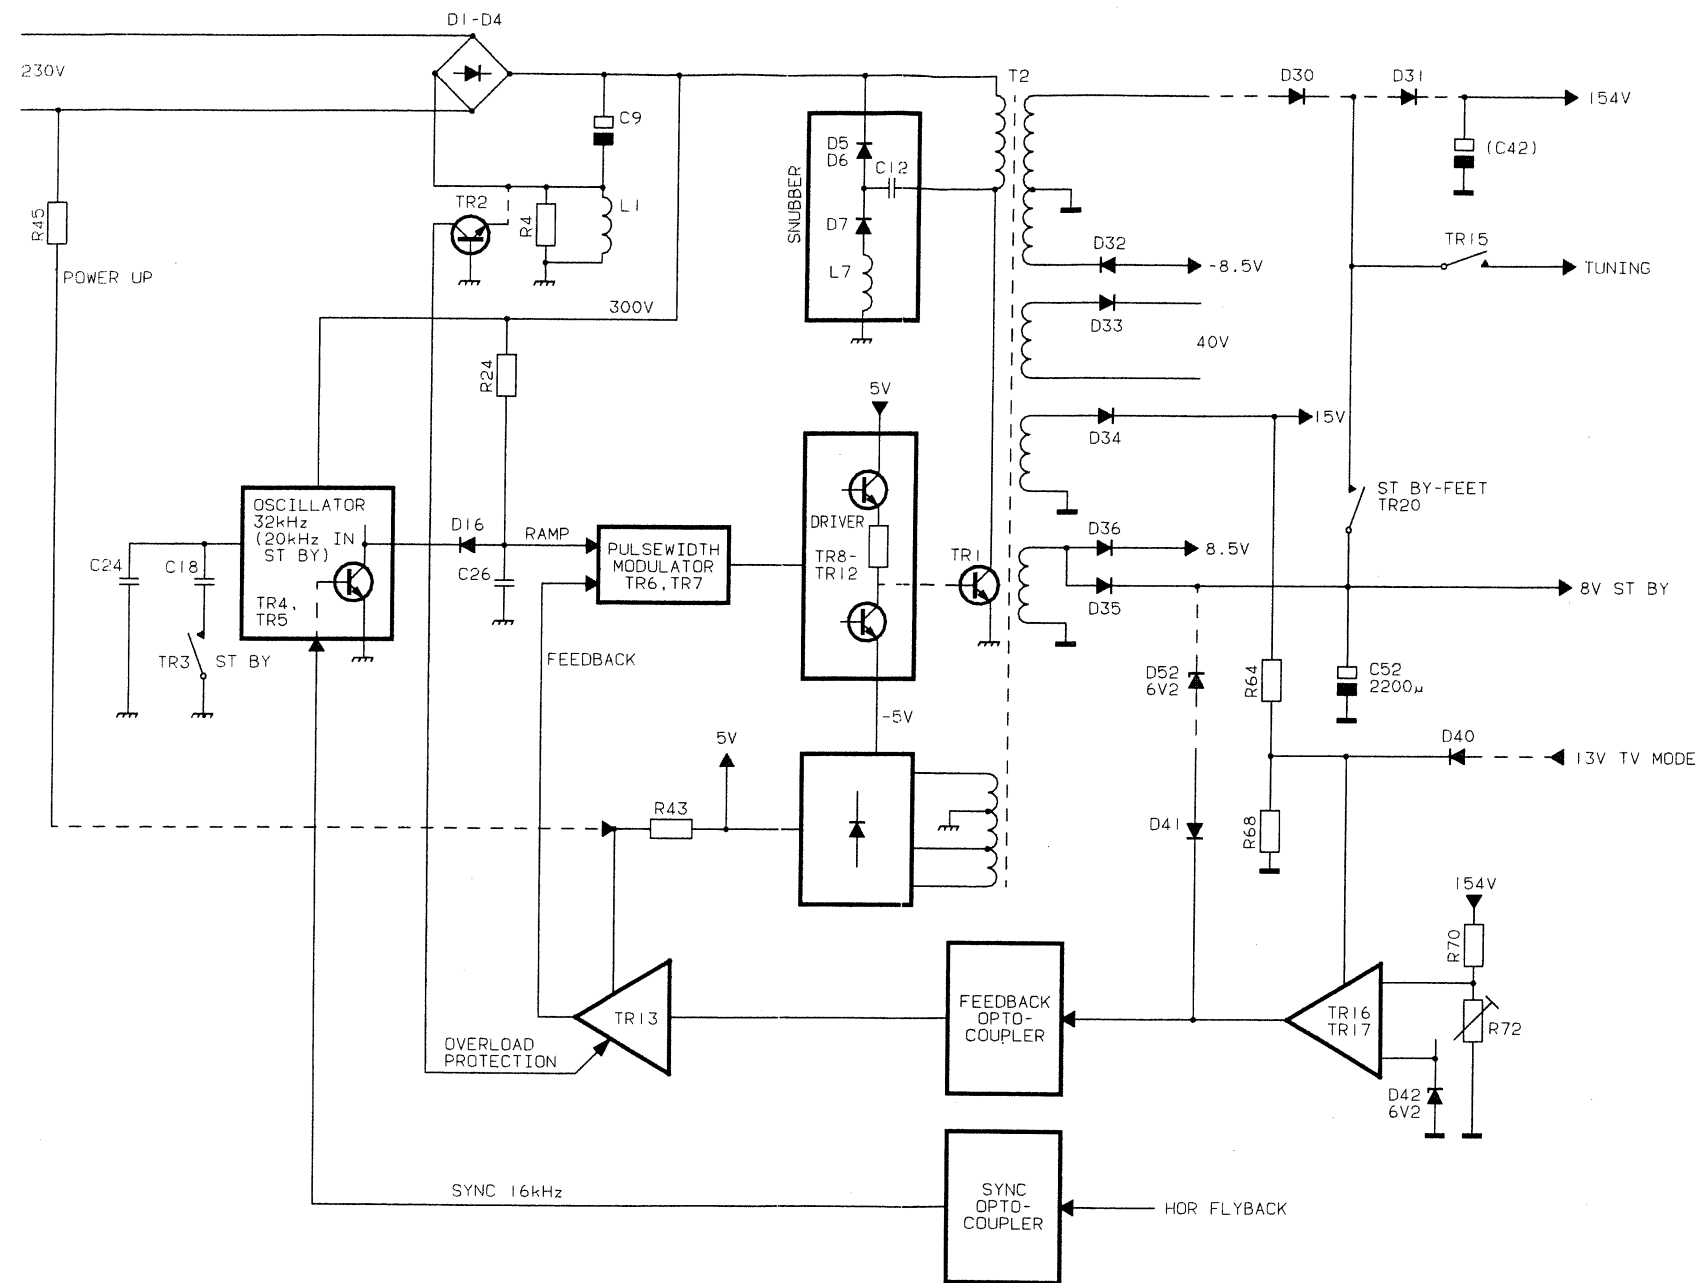 D1-D4
230V
C9
T2
D30
D31
154V
(C42)
SNUBBER
D5
D6
C12
D7
L7
TR2
R4
L1
R45
POWER UP
300V
D32
-8.5V
TR15
TUNING
D33
40V
R24
5V
15V
D34
ST BY-FEET
TR20
OSCILLATOR
32kHz
(20kHz IN
ST BY)
TR4,
TR5
D16
RAMP
DRIVER
TR8-
TR12
TR1
D36
8.5V
D35
8V ST BY
C24
C18
C26
PULSEWIDTH
MODULATOR
TR6,TR7
TR3
ST BY
FEEDBACK
D52
6V2
R64
C52
2200µ
-5V
5V
D40
13V TV MODE
R43
D41
R68
154V
R70
TR13
FEEDBACK
OPTO-
COUPLER
TR16
TR17
R72
OVERLOAD
PROTECTION
D42
6V2
SYNC 16kHz
SYNC
OPTO-
COUPLER
HOR FLYBACK